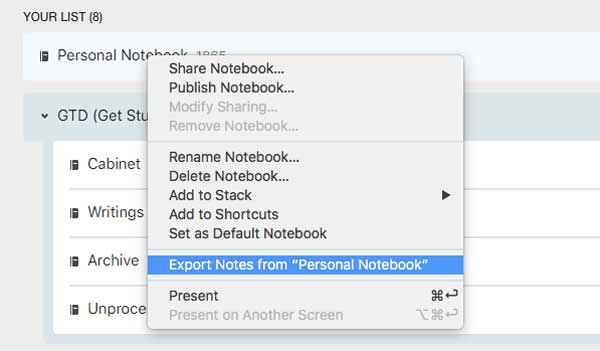 YOUR LIST (8)
Personal Notebook 1865
Share Notebook...
Publish Notebook...
Modify Sharing...
Remove Notebook...
GTD (Get Stu
Cabinet
Rename Notebook...
Delete Notebook...
Add to Stack
Writings
Add to Shortcuts
Set as Default Notebook
Archive
Export Notes from "Personal Notebook"
Unproce
Present ⌘↩
Present on Another Screen ⌥⌘↩